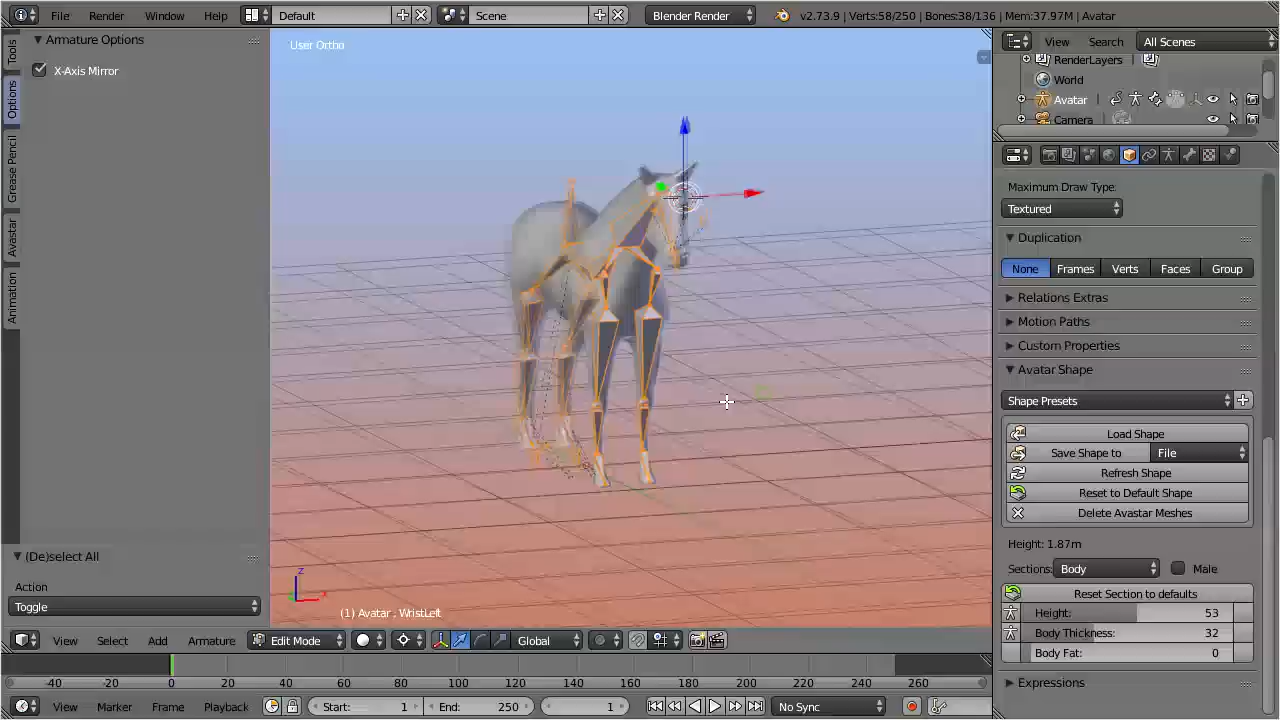 File Render Window Help Default Scene Blender Render v2.73.9 | Verts:58/250 | Bones:38/136 | Mem:37.97M | Avatar
Armature Options
X-Axis Mirror
Tools
Options
Grease Pencil
Avastar
Animation
(De)select All
Action
Toggle
User Ortho
z
x
(1) Avatar : WristLeft
View Select Add Armature Edit Mode Global
-40 -20 0 20 40 60 80 100 120 140 160 180 200 220 240 260
View Marker Frame Playback Start: 1 End: 250 1 No Sync
View Search All Scenes
RenderLayers
World
Avatar
Camera
Maximum Draw Type:
Textured
Duplication
None Frames Verts Faces Group
Relations Extras
Motion Paths
Custom Properties
Avatar Shape
Shape Presets
Load Shape
Save Shape to File
Refresh Shape
Reset to Default Shape
Delete Avastar Meshes
Height: 1.87m
Sections: Body Male
Reset Section to defaults
Height: 53
Body Thickness: 32
Body Fat: 0
Expressions